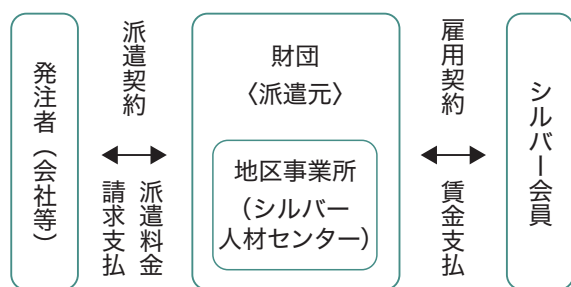 発注者（会社等）
派遣契約
派遣料金
請求支払
財団
〈派遣元〉
地区事業所
（シルバー
人材センター）
雇用契約
賃金支払
シルバー会員